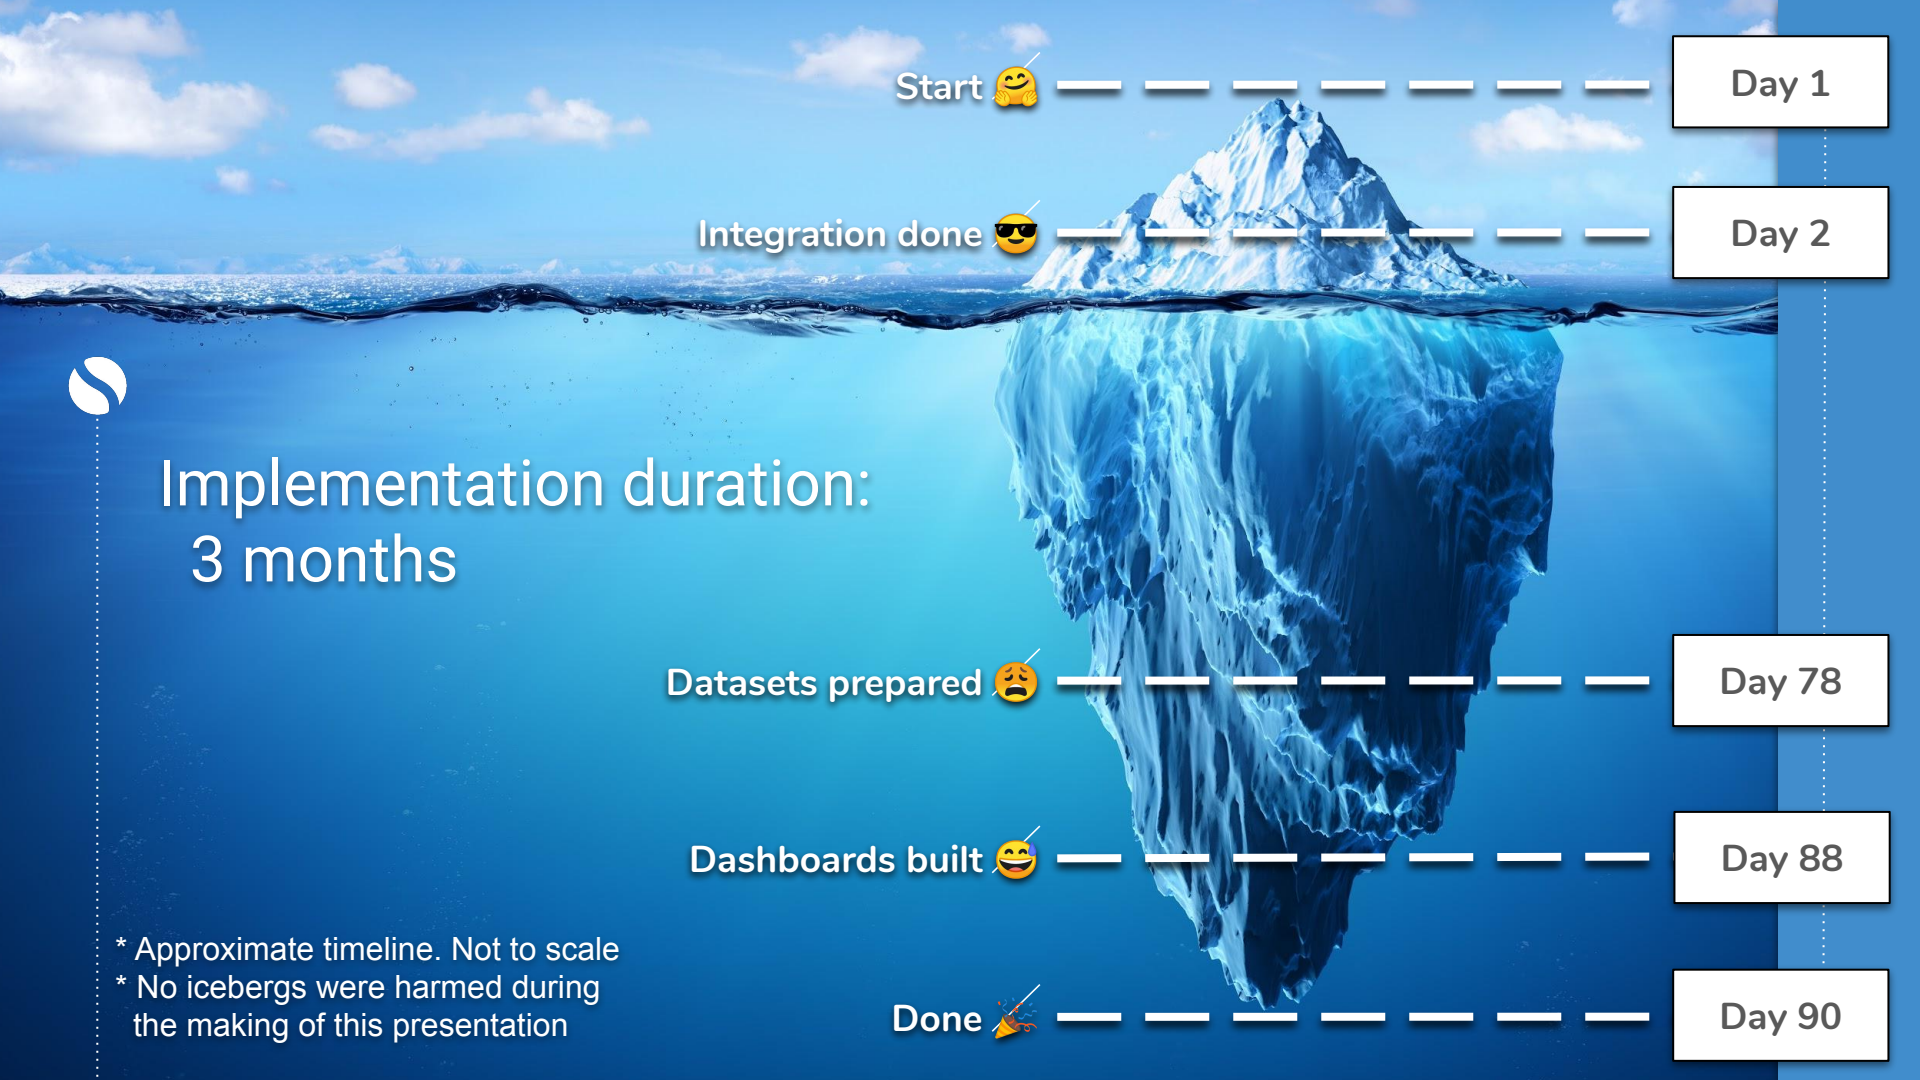 Start 🤗 Day 1
Integration done 😎 Day 2
Implementation duration:
3 months
Datasets prepared 😩 Day 78
Dashboards built 😅 Day 88
* Approximate timeline. Not to scale
* No icebergs were harmed during
the making of this presentation
Done 🎉 Day 90